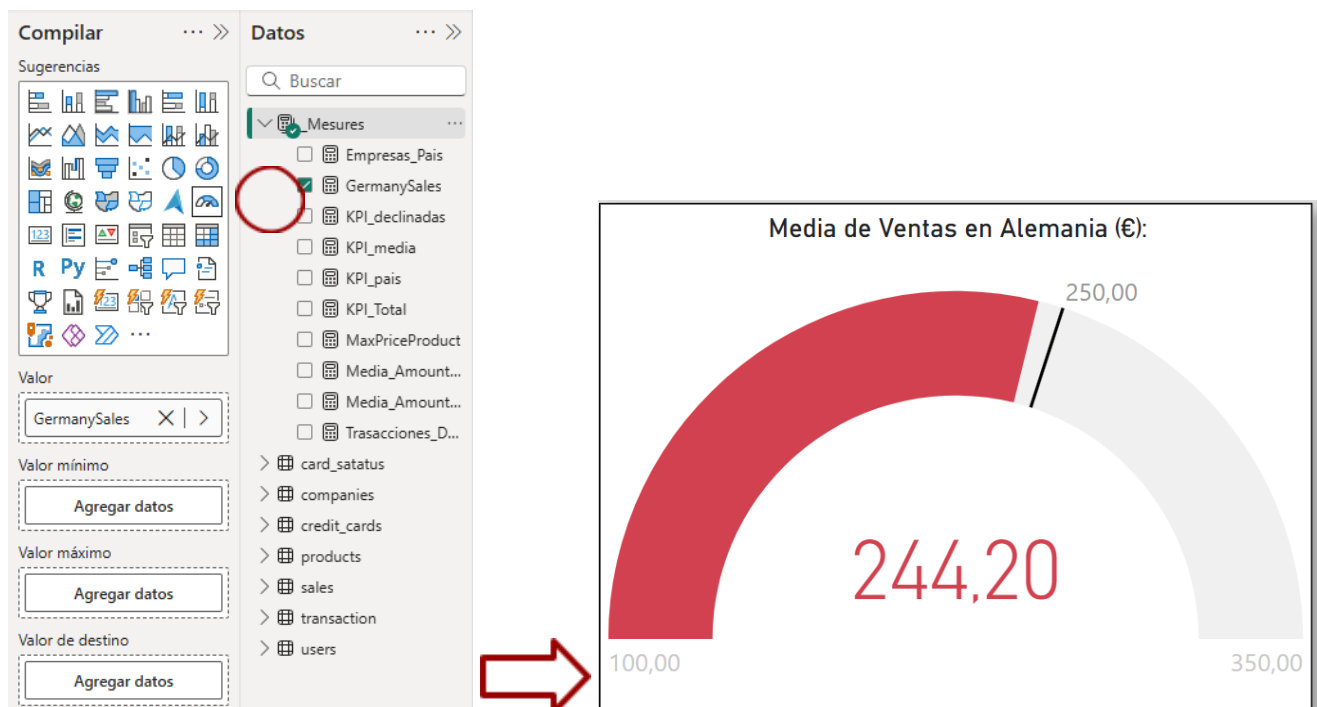 Compilar
Sugerencias
123
R
Py
123
Valor
GermanySales
Valor mínimo
Agregar datos
Valor máximo
Agregar datos
Valor de destino
Agregar datos
Datos
Buscar
_Mesures
Empresas_Pais
GermanySales
KPI_declinadas
KPI_media
KPI_pais
KPI_Total
MaxPriceProduct
Media_Amount...
Media_Amount...
Trasacciones_D...
card_satatus
companies
credit_cards
products
sales
transaction
users
Media de Ventas en Alemania (€):
250,00
244,20
100,00
350,00